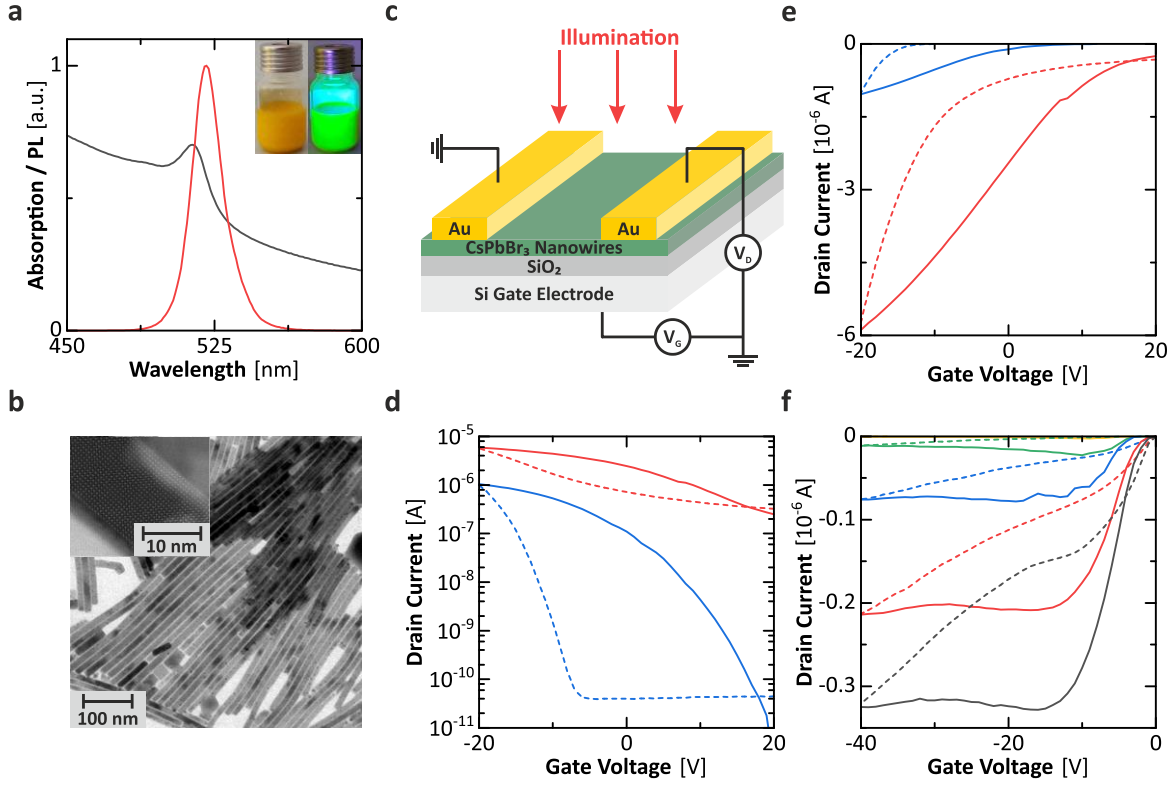 a
Absorption / PL [a.u.]
1
0
450
525
600
Wavelength [nm]
b
10 nm
100 nm
c
Illumination
Au
Au
CsPbBr₃ Nanowires
SiO₂
Si Gate Electrode
V_D
V_G
d
Drain Current [A]
10⁻⁵
10⁻⁶
10⁻⁷
10⁻⁸
10⁻⁹
10⁻¹⁰
10⁻¹¹
-20
0
20
Gate Voltage [V]
e
Drain Current [10⁻⁶ A]
0
-3
-6
-20
0
20
Gate Voltage [V]
f
Drain Current [10⁻⁶ A]
0
-0.1
-0.2
-0.3
-40
-20
0
Gate Voltage [V]